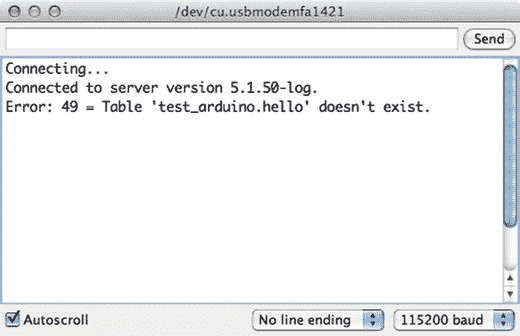 /dev/cu.usbmodemfa1421
Send
Connecting...
Connected to server version 5.1.50-log.
Error: 49 = Table 'test_arduino.hello' doesn't exist.
Autoscroll
No line ending
115200 baud